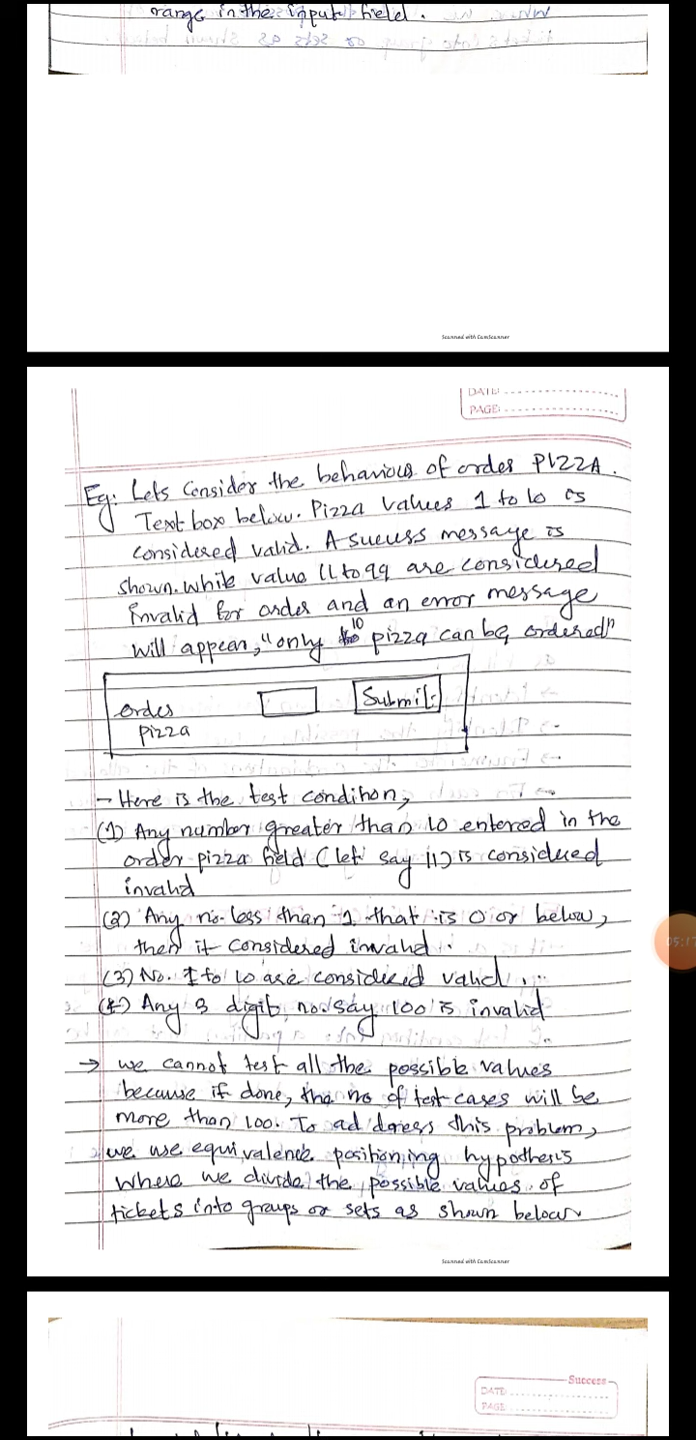 range in the input field.
Scanned with CamScanner
DATE
PAGE:
Eg: Lets Consider the behaviour of order PIZZA.
Text box below. Pizza values 1 to 10 is
considered valid. A sucuss message is
shown. while value 11 to 99 are considered
invalid for order and an error message
will appear, "only 10 pizza can be ordered"
order
pizza
Submit
- Here is the test condition,
(1) Any number greater than 10 entered in the
order pizza field (let say 11) is considered
invalid
(2) Any no. less than 1 that is 0 or below,
then it considered invalid.
(3) No. 1 to 10 are considered valid.
(4) Any 3 digit no. say 100 is invalid
→ we cannot test all the possible values
because if done, the no of test cases will be
more than 100. To ad dress this problem,
we use equivalence positioning hypothesis
where we divide the possible values of
tickets into groups or sets as shown below
05:17
Scanned with CamScanner
Success
DATE
PAGE